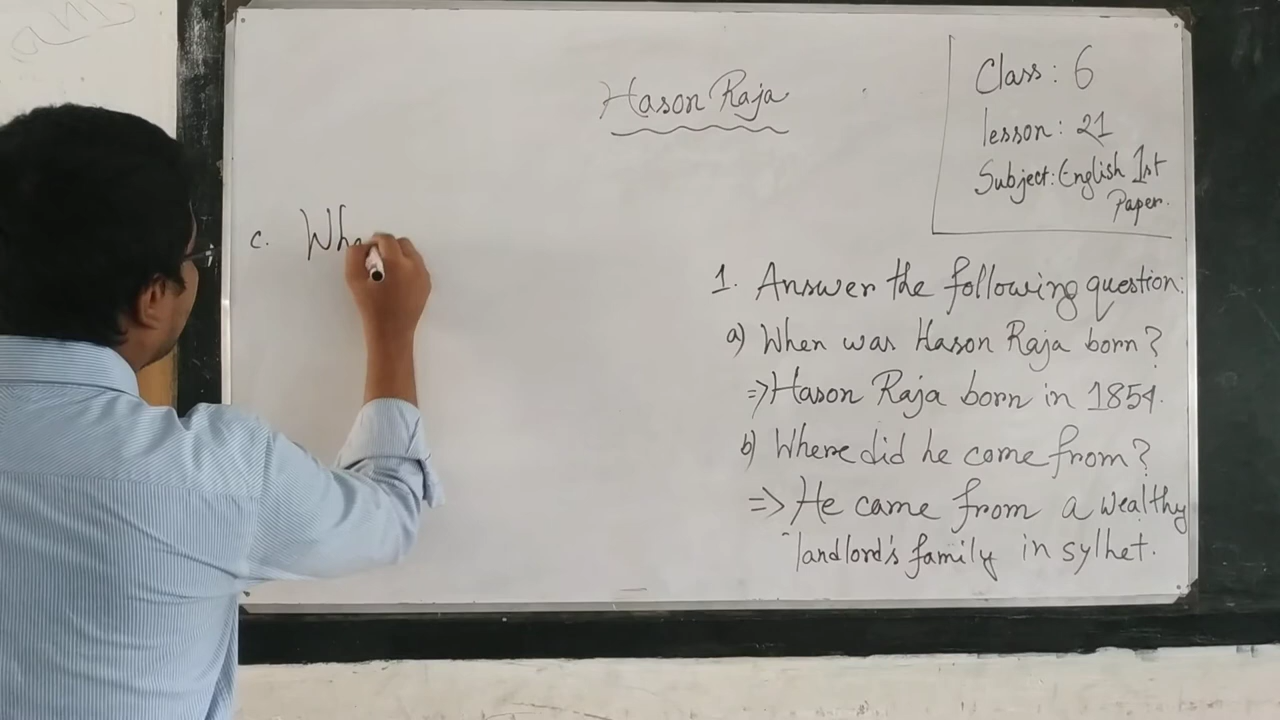 Hason Raja
Class: 6
lesson: 21
Subject: English 1st
Paper.
1. Answer the following question:
a) When was Hason Raja born?
=> Hason Raja born in 1854.
b) Where did he come from?
=> He came from a wealthy
landlord's family in sylhet.
c. Wha